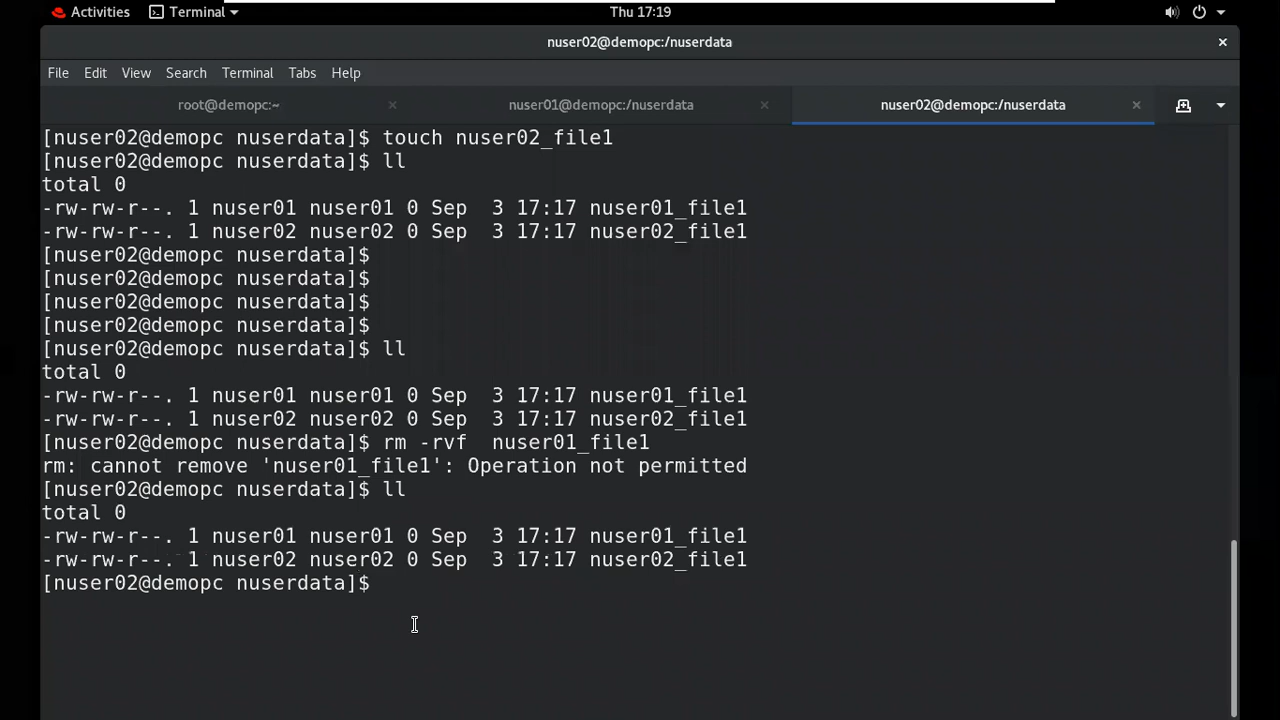 Activities Terminal Thu 17:19
nuser02@demopc:/nuserdata
File Edit View Search Terminal Tabs Help
root@demopc:~ nuser01@demopc:/nuserdata nuser02@demopc:/nuserdata
[nuser02@demopc nuserdata]$ touch nuser02_file1
[nuser02@demopc nuserdata]$ ll
total 0
-rw-rw-r--. 1 nuser01 nuser01 0 Sep  3 17:17 nuser01_file1
-rw-rw-r--. 1 nuser02 nuser02 0 Sep  3 17:17 nuser02_file1
[nuser02@demopc nuserdata]$
[nuser02@demopc nuserdata]$
[nuser02@demopc nuserdata]$
[nuser02@demopc nuserdata]$
[nuser02@demopc nuserdata]$ ll
total 0
-rw-rw-r--. 1 nuser01 nuser01 0 Sep  3 17:17 nuser01_file1
-rw-rw-r--. 1 nuser02 nuser02 0 Sep  3 17:17 nuser02_file1
[nuser02@demopc nuserdata]$ rm -rvf  nuser01_file1
rm: cannot remove 'nuser01_file1': Operation not permitted
[nuser02@demopc nuserdata]$ ll
total 0
-rw-rw-r--. 1 nuser01 nuser01 0 Sep  3 17:17 nuser01_file1
-rw-rw-r--. 1 nuser02 nuser02 0 Sep  3 17:17 nuser02_file1
[nuser02@demopc nuserdata]$